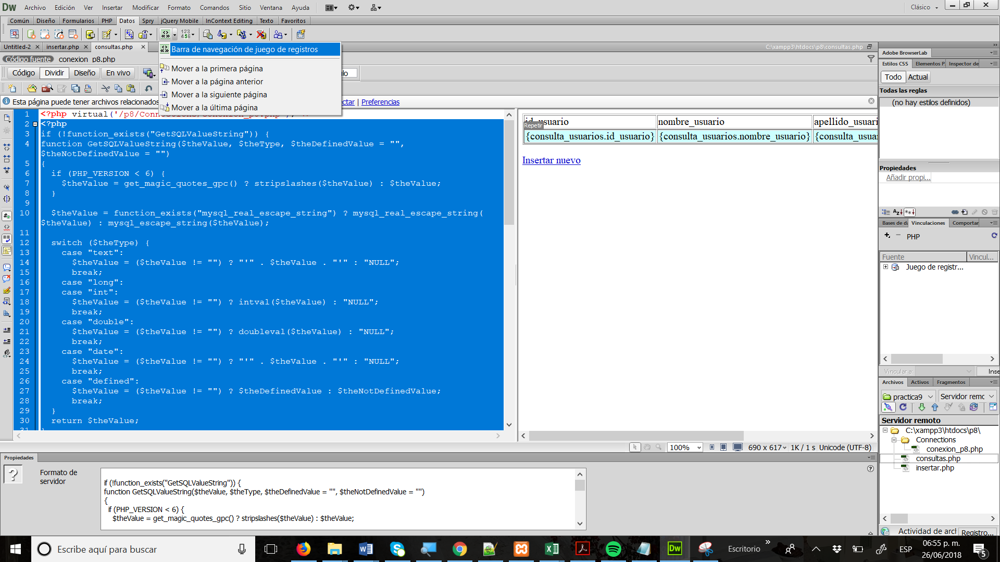 Dw Archivo Edición Ver Insertar Modificar Formato Comandos Sitio Ventana Ayuda Clásico
Común Diseño Formularios PHP Datos Spry jQuery Mobile InContext Editing Texto Favoritos
Untitled-2 insertar.php consultas.php C:\xampp3\htdocs\p8\consultas.php
Barra de navegación de juego de registros
Mover a la primera página
Mover a la página anterior
Mover a la siguiente página
Mover a la última página
Código fuente conexion_p8.php
Código Dividir Diseño En vivo
Esta página puede tener archivos relacionados
Preferencias
1 <?php virtual('/p8/Connections/conexion_p8.php');
2 <?php
3 if (!function_exists("GetSQLValueString")) {
4 function GetSQLValueString($theValue, $theType, $theDefinedValue = "",
$theNotDefinedValue = "")
5 {
6 if (PHP_VERSION < 6) {
7 $theValue = get_magic_quotes_gpc() ? stripslashes($theValue) : $theValue;
8 }
9
10 $theValue = function_exists("mysql_real_escape_string") ? mysql_real_escape_string(
$theValue) : mysql_escape_string($theValue);
11
12 switch ($theType) {
13 case "text":
14 $theValue = ($theValue != "") ? "'" . $theValue . "'" : "NULL";
15 break;
16 case "long":
17 case "int":
18 $theValue = ($theValue != "") ? intval($theValue) : "NULL";
19 break;
20 case "double":
21 $theValue = ($theValue != "") ? doubleval($theValue) : "NULL";
22 break;
23 case "date":
24 $theValue = ($theValue != "") ? "'" . $theValue . "'" : "NULL";
25 break;
26 case "defined":
27 $theValue = ($theValue != "") ? $theDefinedValue : $theNotDefinedValue;
28 break;
29 }
30 return $theValue;
31 }
id_usuario nombre_usuario apellido_usuari
Repetir
{consulta_usuarios.id_usuario} {consulta_usuarios.nombre_usuario} {consulta_usuar
Insertar nuevo
100% 690 x 617 1K / 1 s Unicode (UTF-8)
Adobe BrowserLab
Estilos CSS Elementos P. Inspector de
Todo Actual
Todas las reglas
(no hay estilos definidos)
Propiedades
Añadir propi...
Bases de da Vinculaciones Comportar
PHP
Fuente Vincul...
Juego de registr...
Vincular a: Inse
Archivos Activos Fragmentos
practica9 Servidor remo
Servidor remoto
C:\xampp3\htdocs\p8\
Connections
conexion_p8.php
consultas.php
insertar.php
Actividad de arcl Registro...
Propiedades
Formato de
servidor
if (!function_exists("GetSQLValueString")) {
function GetSQLValueString($theValue, $theType, $theDefinedValue = "", $theNotDefinedValue = "")
{
if (PHP_VERSION < 6) {
$theValue = get_magic_quotes_gpc() ? stripslashes($theValue) : $theValue;
Escribe aquí para buscar
Escritorio ESP 06:55 p. m.
26/06/2018
5